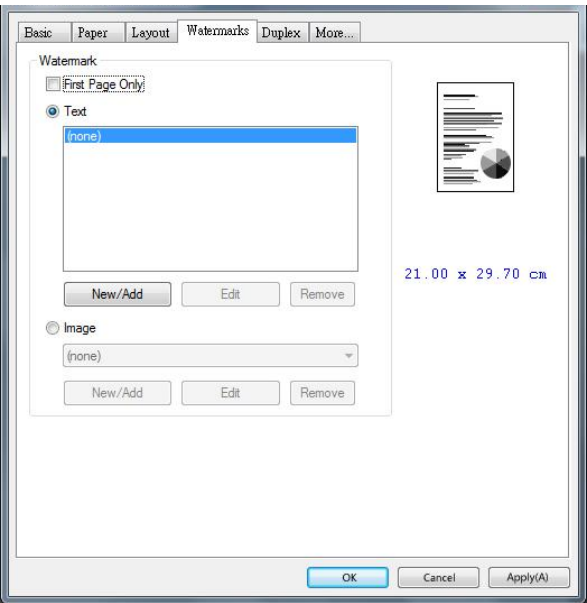 Basic Paper Layout Watermarks Duplex More...
Watermark
First Page Only
Text
(none)
21.00 x 29.70 cm
New/Add Edit Remove
Image
(none)
New/Add Edit Remove
OK Cancel Apply(A)